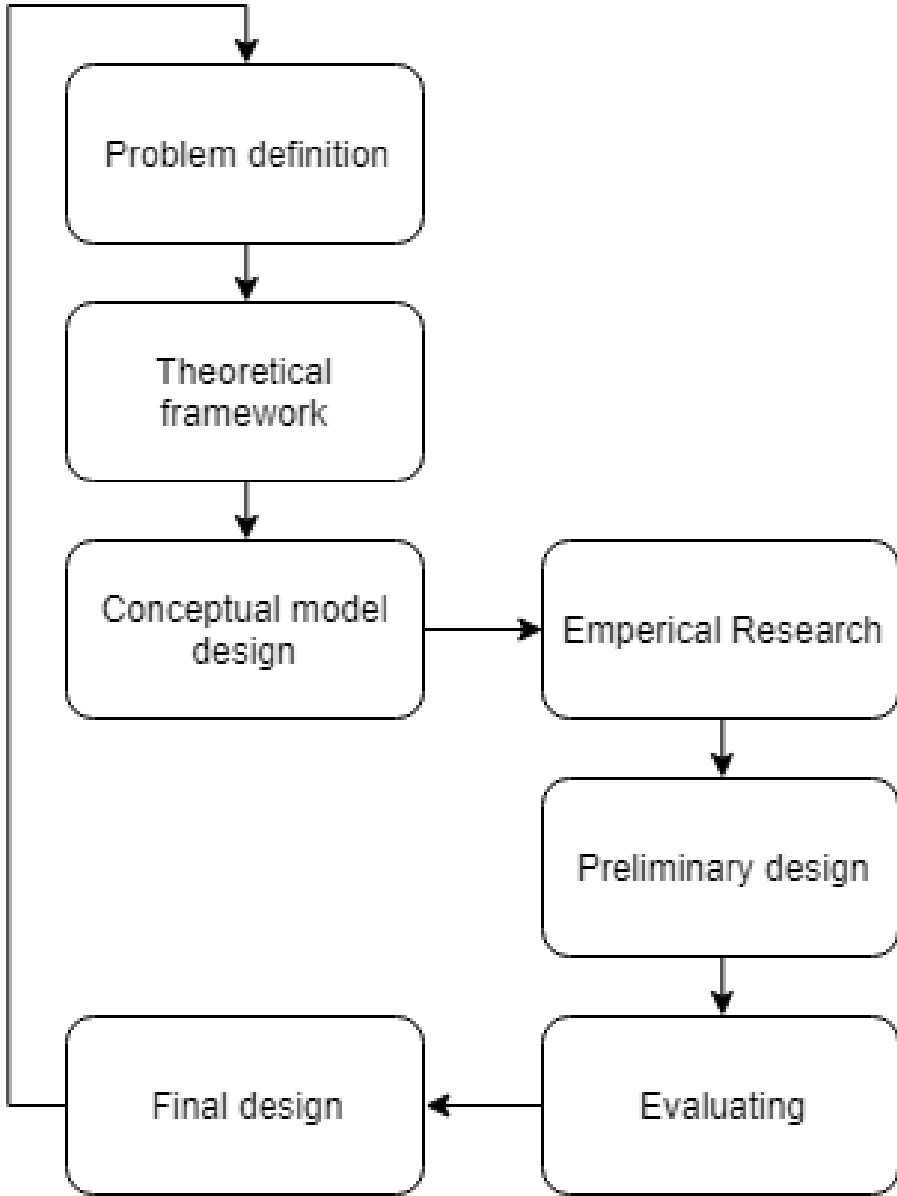 Problem definition
Theoretical
framework
Conceptual model
design
Emperical Research
Preliminary design
Evaluating
Final design